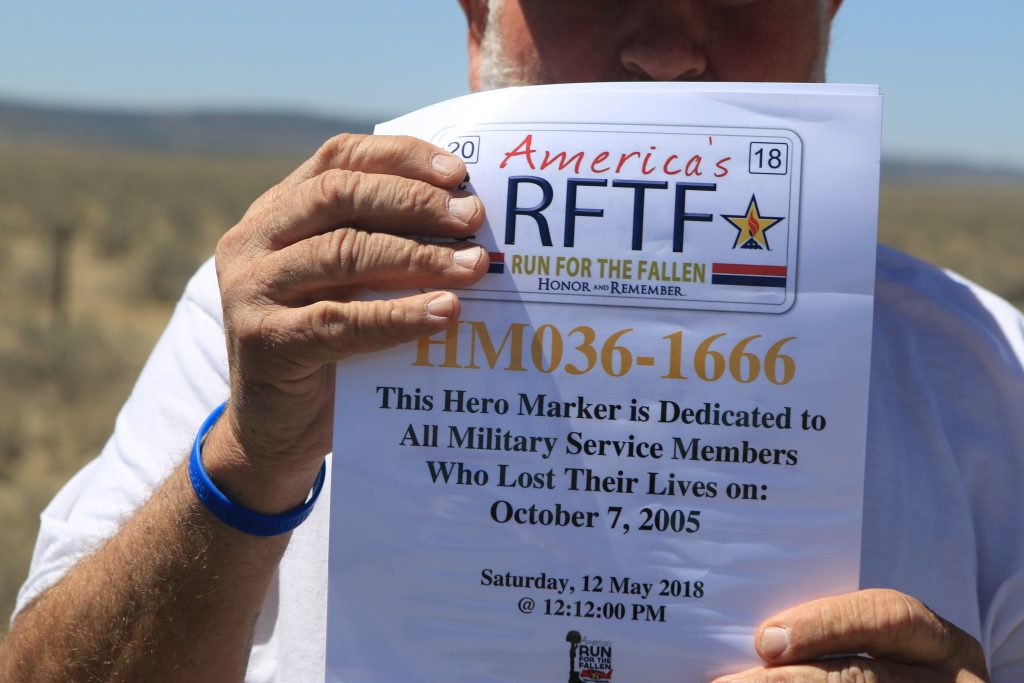 20 America's 18
RFTF
RUN FOR THE FALLEN
HONOR AND REMEMBER
HM036-1666
This Hero Marker is Dedicated to
All Military Service Members
Who Lost Their Lives on:
October 7, 2005
Saturday, 12 May 2018
@ 12:12:00 PM
America's
RUN
FOR THE
FALLEN